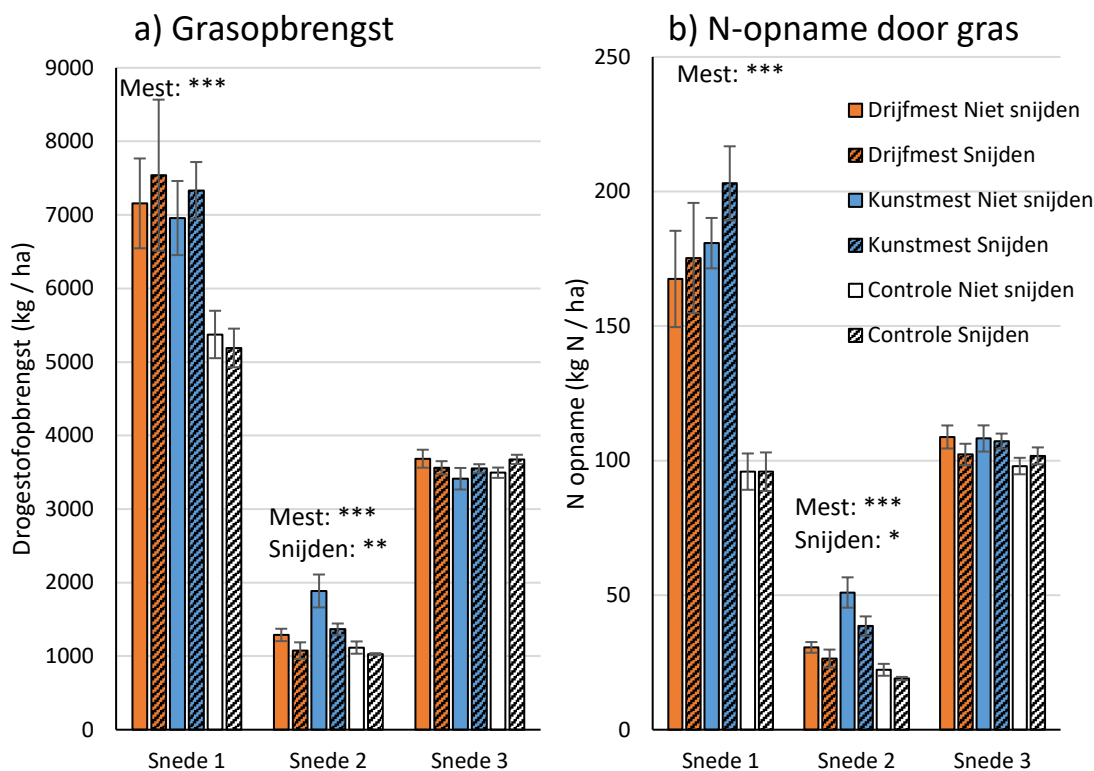 a) Grasopbrengst
Drogestofopbrengst (kg / ha)
9000
8000
7000
6000
5000
4000
3000
2000
1000
0
Mest: ***
Mest: ***
Snijden: **
Snede 1
Snede 2
Snede 3
b) N-opname door gras
N opname (kg N / ha)
250
200
150
100
50
0
Mest: ***
Drijfmest Niet snijden
Drijfmest Snijden
Kunstmest Niet snijden
Kunstmest Snijden
Controle Niet snijden
Controle Snijden
Mest: ***
Snijden: *
Snede 1
Snede 2
Snede 3